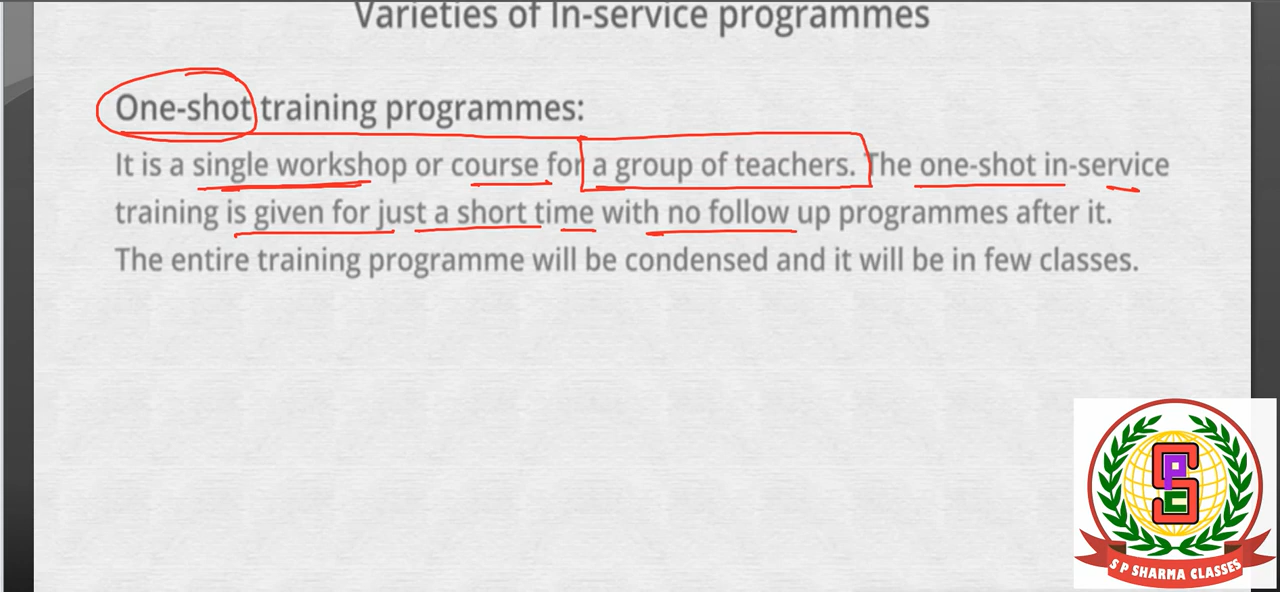 Varieties of In-service programmes
One-shot training programmes:
It is a single workshop or course for a group of teachers. The one-shot in-service
training is given for just a short time with no follow up programmes after it.
The entire training programme will be condensed and it will be in few classes.
S P C
S P SHARMA CLASSES